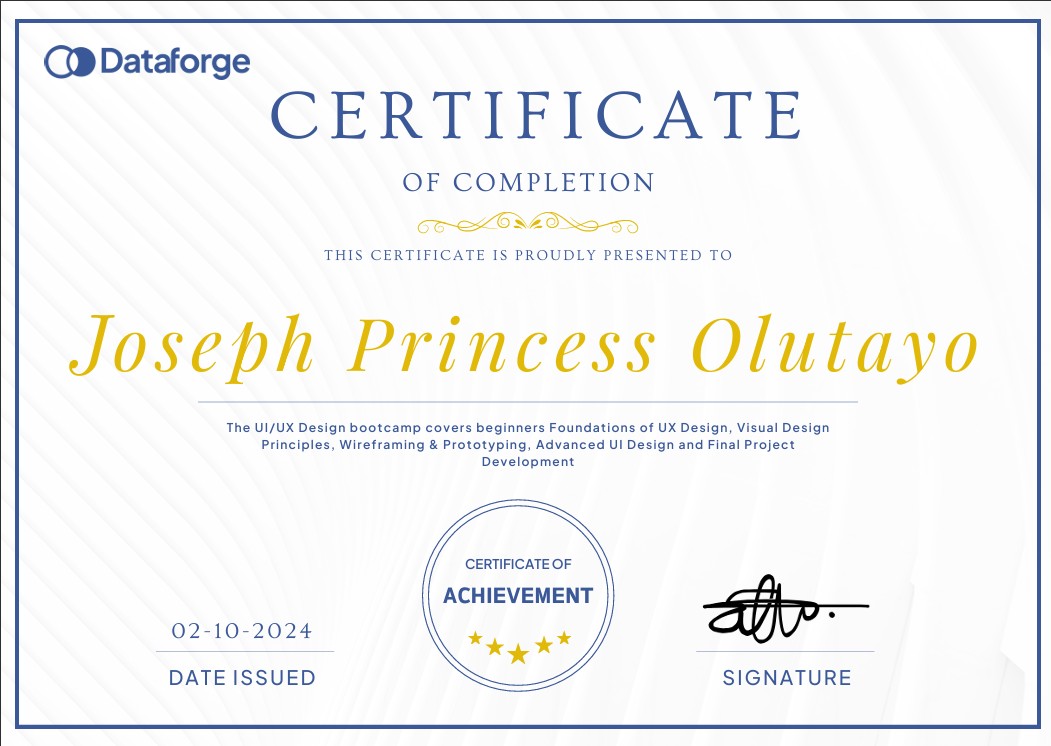 Dataforge
CERTIFICATE
OF COMPLETION
THIS CERTIFICATE IS PROUDLY PRESENTED TO
Joseph Princess Olutayo
The UI/UX Design bootcamp covers beginners Foundations of UX Design, Visual Design
Principles, Wireframing & Prototyping, Advanced UI Design and Final Project
Development
CERTIFICATE OF
ACHIEVEMENT
02-10-2024
DATE ISSUED
SIGNATURE